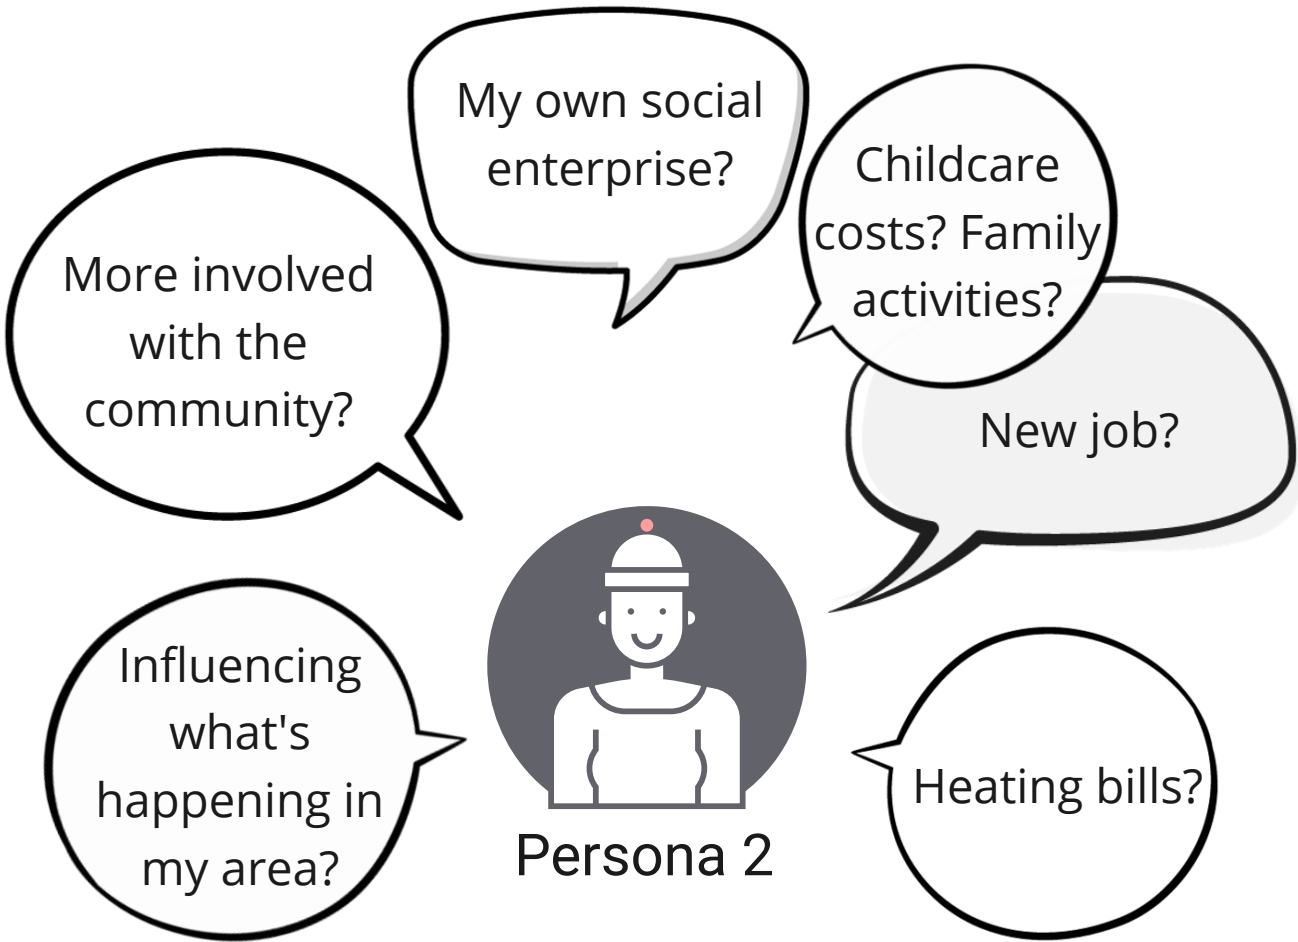 My own social
enterprise?
Childcare
costs? Family
activities?
More involved
with the
community?
New job?
Influencing
what's
happening in
my area?
Heating bills?
Persona 2